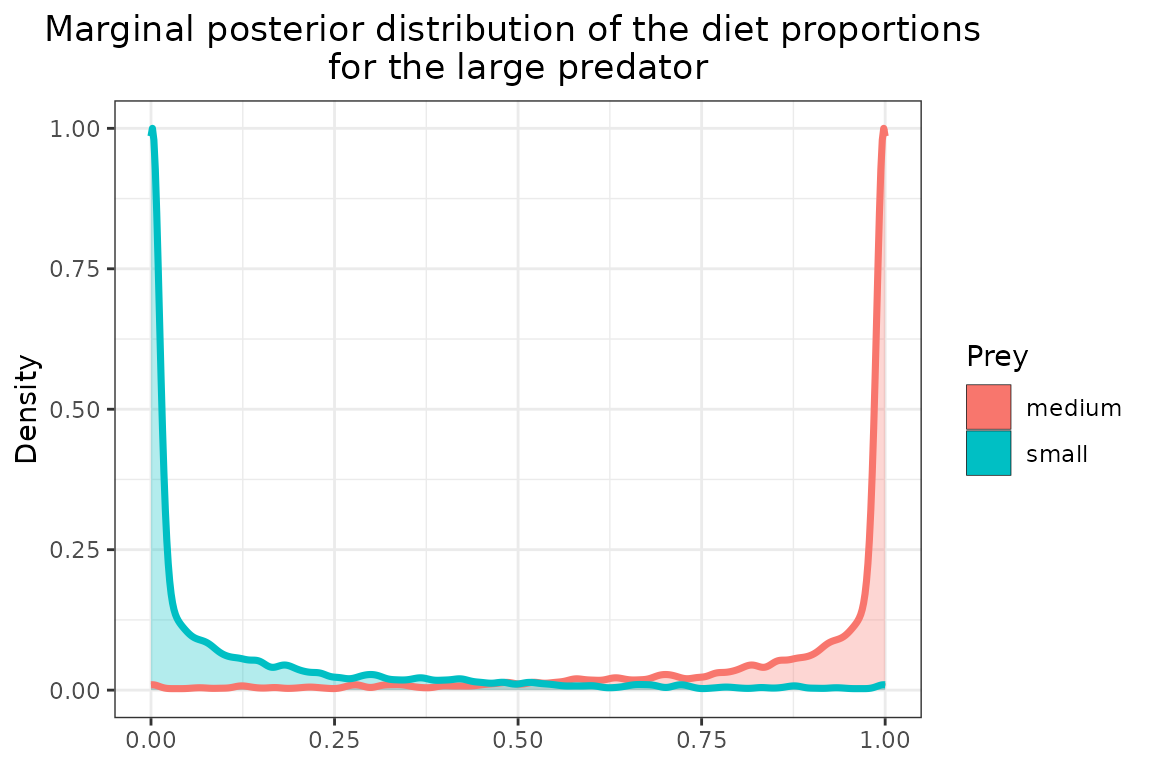 Marginal posterior distribution of the diet proportions
for the large predator
1.00
0.75
0.50
0.25
0.00
Density
0.00 0.25 0.50 0.75 1.00
Prey
medium
small